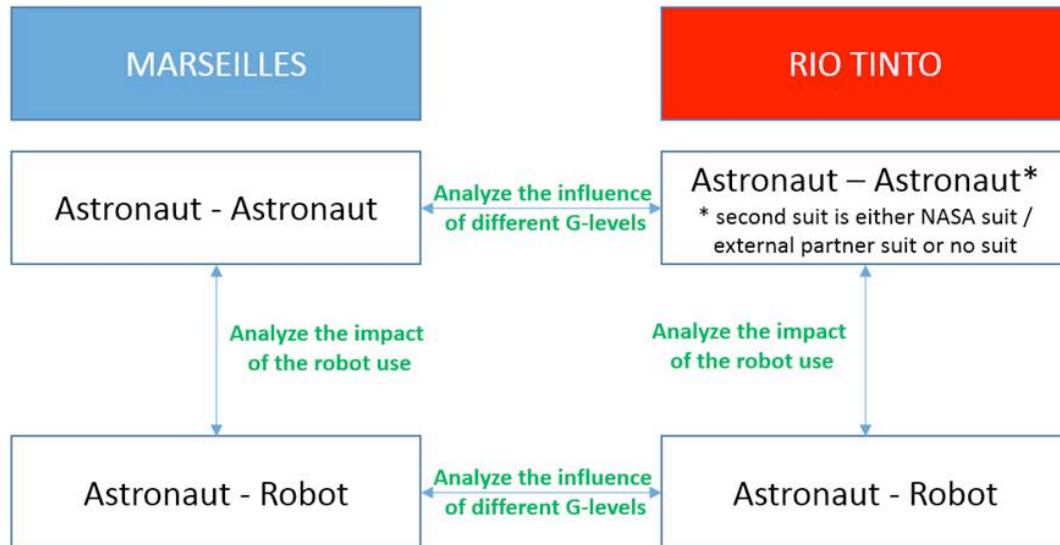 MARSEILLES
RIO TINTO
Astronaut - Astronaut
Analyze the influence
of different G-levels
Astronaut – Astronaut*
* second suit is either NASA suit /
external partner suit or no suit
Analyze the impact
of the robot use
Analyze the impact
of the robot use
Astronaut - Robot
Analyze the influence
of different G-levels
Astronaut - Robot